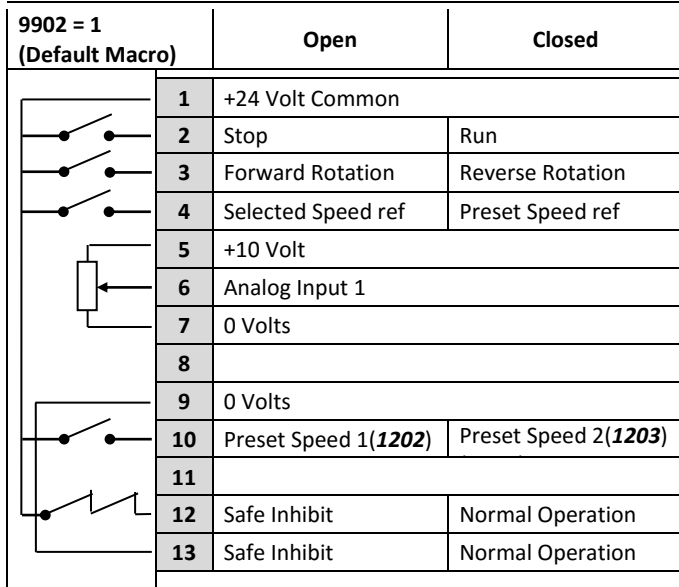 9902 = 1
(Default Macro)
Open
Closed
1 +24 Volt Common
2 Stop Run
3 Forward Rotation Reverse Rotation
4 Selected Speed ref Preset Speed ref
5 +10 Volt
6 Analog Input 1
7 0 Volts
8
9 0 Volts
10 Preset Speed 1(1202) Preset Speed 2(1203)
11
12 Safe Inhibit Normal Operation
13 Safe Inhibit Normal Operation